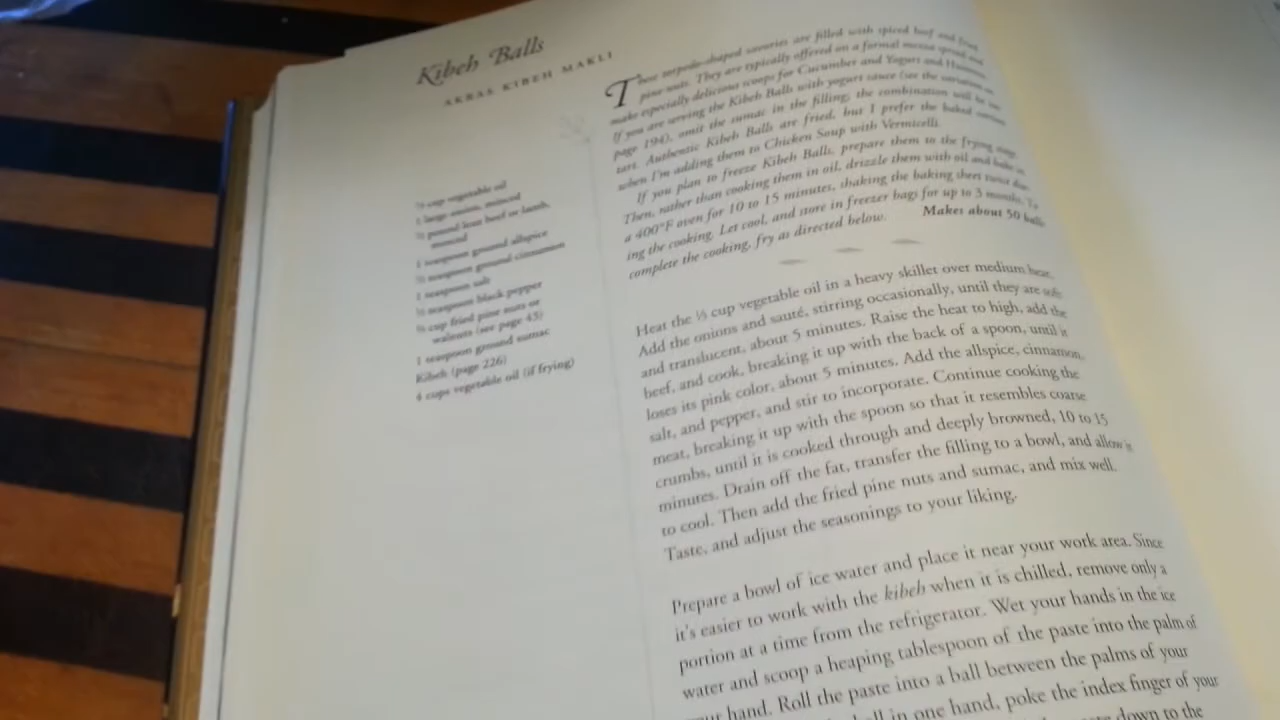 Kibeh Balls
AKRAS KIBEH MAKLI
These torpedo-shaped savories are filled with spiced beef and fried
pine nuts. They are typically offered on a formal mezze spread and
make especially delicious scoops for Cucumber and Yogurt and Hummus.
If you are serving the Kibeh Balls with yogurt sauce (see the variation on
page 194), omit the sumac in the filling; the combination will be too
tart. Authentic Kibeh Balls are fried, but I prefer the baked version
when I'm adding them to Chicken Soup with Vermicelli.
If you plan to freeze Kibeh Balls, prepare them to the frying stage.
Then, rather than cooking them in oil, drizzle them with oil and bake in
a 400°F oven for 10 to 15 minutes, shaking the baking sheet twice dur-
ing the cooking. Let cool, and store in freezer bags for up to 3 months. To
complete the cooking, fry as directed below.
Makes about 50 balls
cup vegetable oil
1 large onion, minced
pound lean beef or lamb,
minced
1 teaspoon ground allspice
½ teaspoon ground cinnamon
1 teaspoon salt
½ teaspoon black pepper
cup fried pine nuts or
walnuts (see page 45)
1 teaspoon ground sumac
Kibeh (page 226)
4 cups vegetable oil (if frying)
Heat the ⅓ cup vegetable oil in a heavy skillet over medium heat.
Add the onions and sauté, stirring occasionally, until they are soft
and translucent, about 5 minutes. Raise the heat to high, add the
beef, and cook, breaking it up with the back of a spoon, until it
loses its pink color, about 5 minutes. Add the allspice, cinnamon,
salt, and pepper, and stir to incorporate. Continue cooking the
meat, breaking it up with the spoon so that it resembles coarse
crumbs, until it is cooked through and deeply browned, 10 to 15
minutes. Drain off the fat, transfer the filling to a bowl, and allow it
to cool. Then add the fried pine nuts and sumac, and mix well.
Taste, and adjust the seasonings to your liking.
Prepare a bowl of ice water and place it near your work area. Since
it's easier to work with the kibeh when it is chilled, remove only a
portion at a time from the refrigerator. Wet your hands in the ice
water and scoop a heaping tablespoon of the paste into the palm of
your hand. Roll the paste into a ball between the palms of your
ball in one hand, poke the index finger of your
down to the